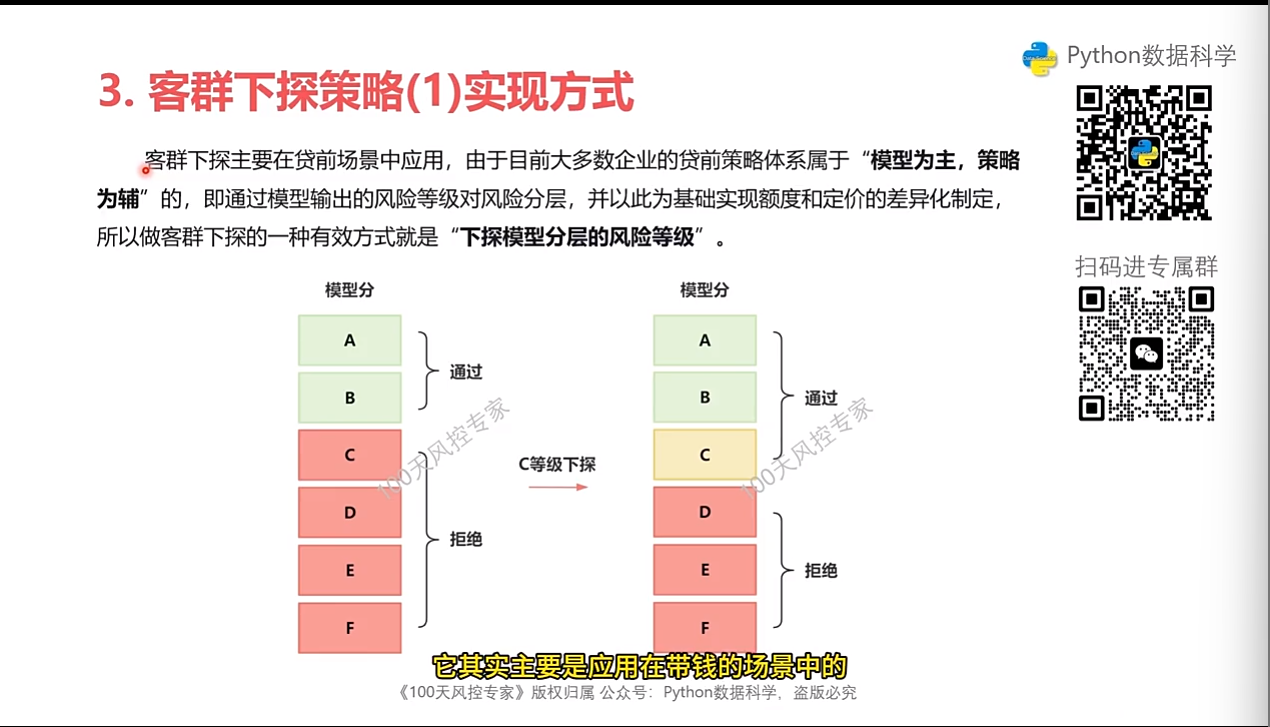 Python数据科学
3. 客群下探策略(1)实现方式
客群下探主要在贷前场景中应用，由于目前大多数企业的贷前策略体系属于“模型为主，策略
为辅”的，即通过模型输出的风险等级对风险分层，并以此为基础实现额度和定价的差异化制定，
所以做客群下探的一种有效方式就是“下探模型分层的风险等级”。
扫码进专属群
模型分
A
B
C
D
E
F
通过
拒绝
100天风控专家
C等级下探
模型分
A
B
C
D
E
F
通过
拒绝
100天风控专家
它其实主要是应用在带钱的场景中的
《100天风控专家》版权归属 公众号：Python数据科学，盗版必究